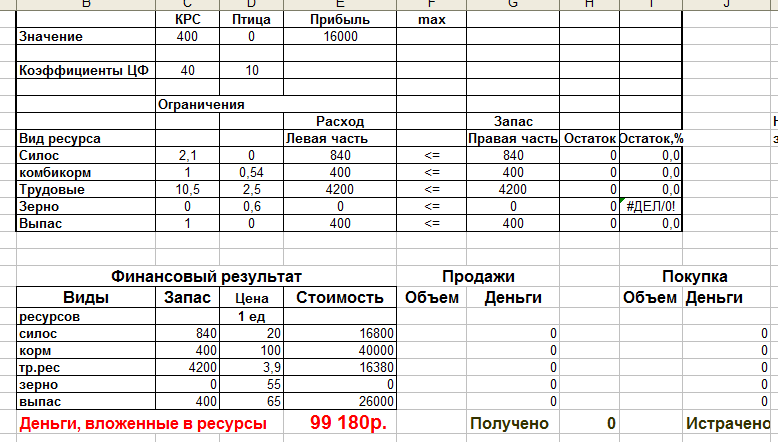 B C D E F G H I J
КРС Птица Прибыль max
Значение 400 0 16000
Коэффициенты ЦФ 40 10
Ограничения
Расход Запас
Вид ресурса Левая часть Правая часть Остаток Остаток,%
Силос 2,1 0 840 <= 840 0 0,0
комбикорм 1 0,54 400 <= 400 0 0,0
Трудовые 10,5 2,5 4200 <= 4200 0 0,0
Зерно 0 0,6 0 <= 0 0 #ДЕЛ/0!
Выпас 1 0 400 <= 400 0 0,0
Финансовый результат Продажи Покупка
Виды Запас Цена Стоимость Объем Деньги Объем Деньги
ресурсов 1 ед
силос 840 20 16800 0 0
корм 400 100 40000 0 0
тр.рес 4200 3,9 16380 0 0
зерно 0 55 0 0 0
выпас 400 65 26000 0 0
Деньги, вложенные в ресурсы 99 180р. Получено 0 Истрачено